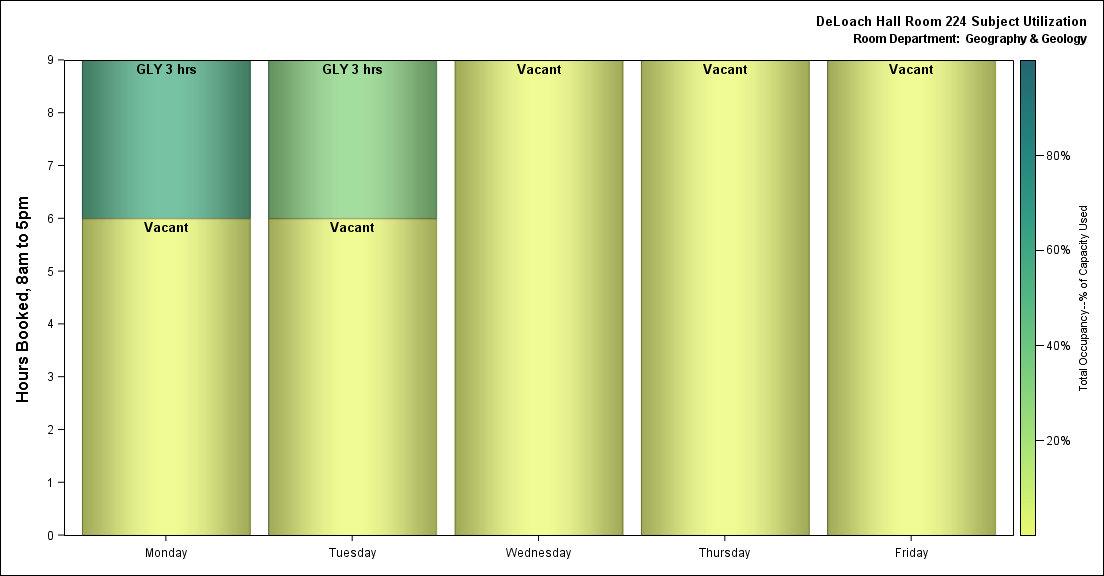 DeLoach Hall Room 224 Subject Utilization
Room Department: Geography & Geology
Hours Booked, 8am to 5pm
9
8
7
6
5
4
3
2
1
0
GLY 3 hrs
Vacant
GLY 3 hrs
Vacant
Vacant
Vacant
Vacant
Monday
Tuesday
Wednesday
Thursday
Friday
80%
60%
40%
20%
Total Occupancy--% of Capacity Used